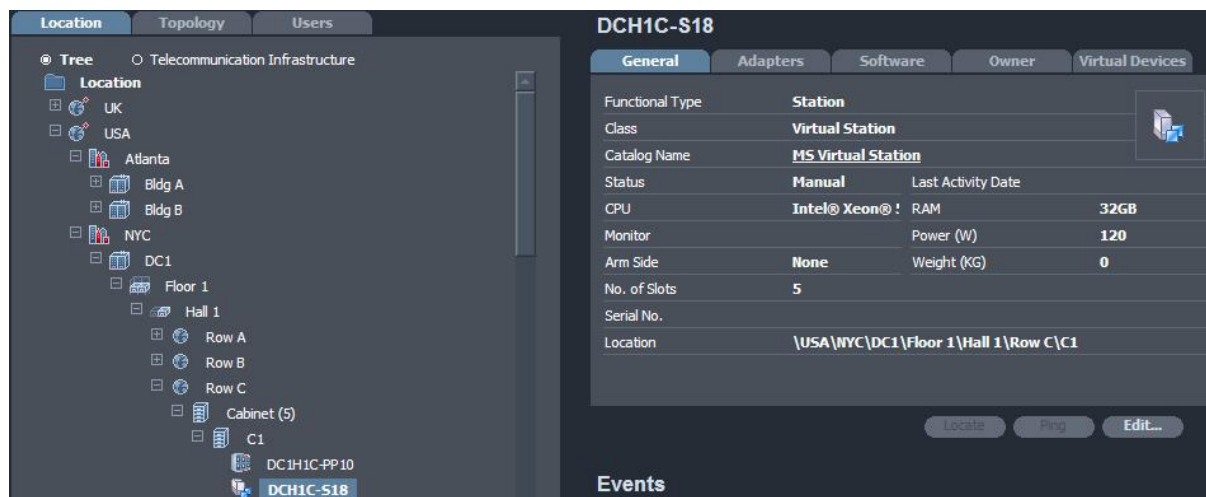 Location Topology Users
Tree Telecommunication Infrastructure
Location
UK
USA
Atlanta
Bldg A
Bldg B
NYC
DC1
Floor 1
Hall 1
Row A
Row B
Row C
Cabinet (5)
C1
DC1H1C-PP10
DCH1C-S18
DCH1C-S18
General Adapters Software Owner Virtual Devices
Functional Type Station
Class Virtual Station
Catalog Name MS Virtual Station
Status Manual Last Activity Date
CPU Intel® Xeon® RAM 32GB
Monitor Power (W) 120
Arm Side None Weight (KG) 0
No. of Slots 5
Serial No.
Location \USA\NYC\DC1\Floor 1\Hall 1\Row C\C1
Locate Ping Edit...
Events